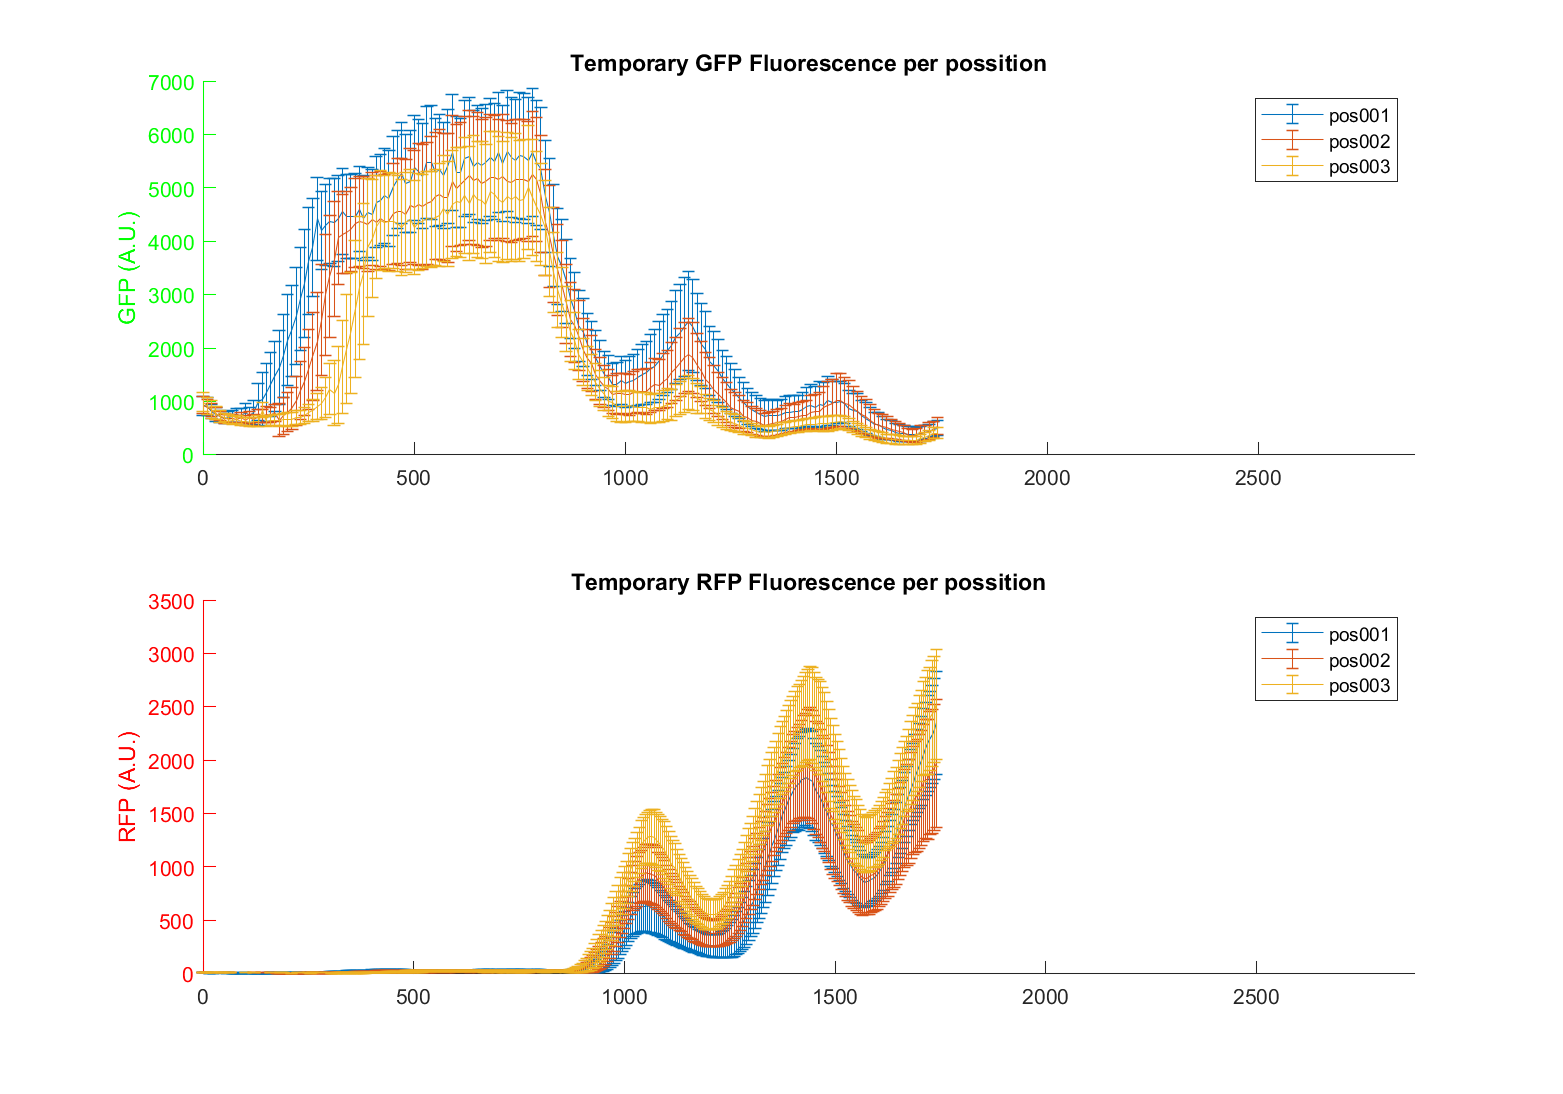 Temporary GFP Fluorescence per possition
7000
6000
5000
4000
3000
2000
1000
0
GFP (A.U.)
0 500 1000 1500 2000 2500
pos001
pos002
pos003
Temporary RFP Fluorescence per possition
3500
3000
2500
2000
1500
1000
500
0
RFP (A.U.)
0 500 1000 1500 2000 2500
pos001
pos002
pos003